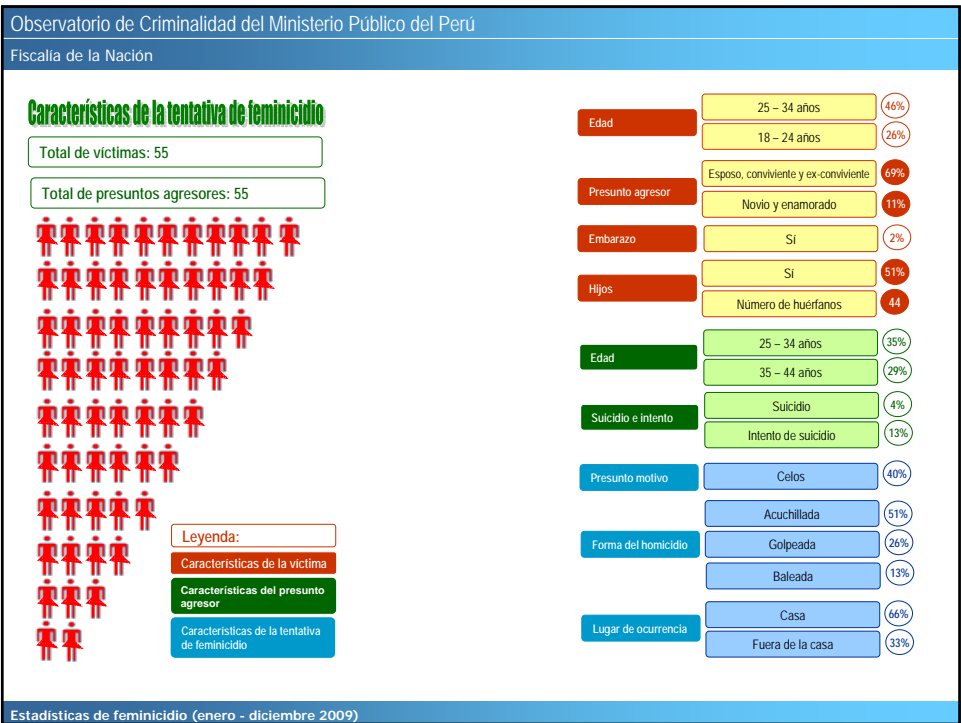 Observatorio de Criminalidad del Ministerio Público del Perú
Fiscalía de la Nación
Características de la tentativa de feminicidio
Total de víctimas: 55
Total de presuntos agresores: 55
Leyenda:
Características de la víctima
Características del presunto
agresor
Características de la tentativa
de feminicidio
Edad
25 – 34 años
46%
18 – 24 años
26%
Presunto agresor
Esposo, conviviente y ex-conviviente
69%
Novio y enamorado
11%
Embarazo
Sí
2%
Hijos
Sí
51%
Número de huérfanos
44
Edad
25 – 34 años
35%
35 – 44 años
29%
Suicidio e intento
Suicidio
4%
Intento de suicidio
13%
Presunto motivo
Celos
40%
Forma del homicidio
Acuchillada
51%
Golpeada
26%
Baleada
13%
Lugar de ocurrencia
Casa
66%
Fuera de la casa
33%
Estadísticas de feminicidio (enero - diciembre 2009)